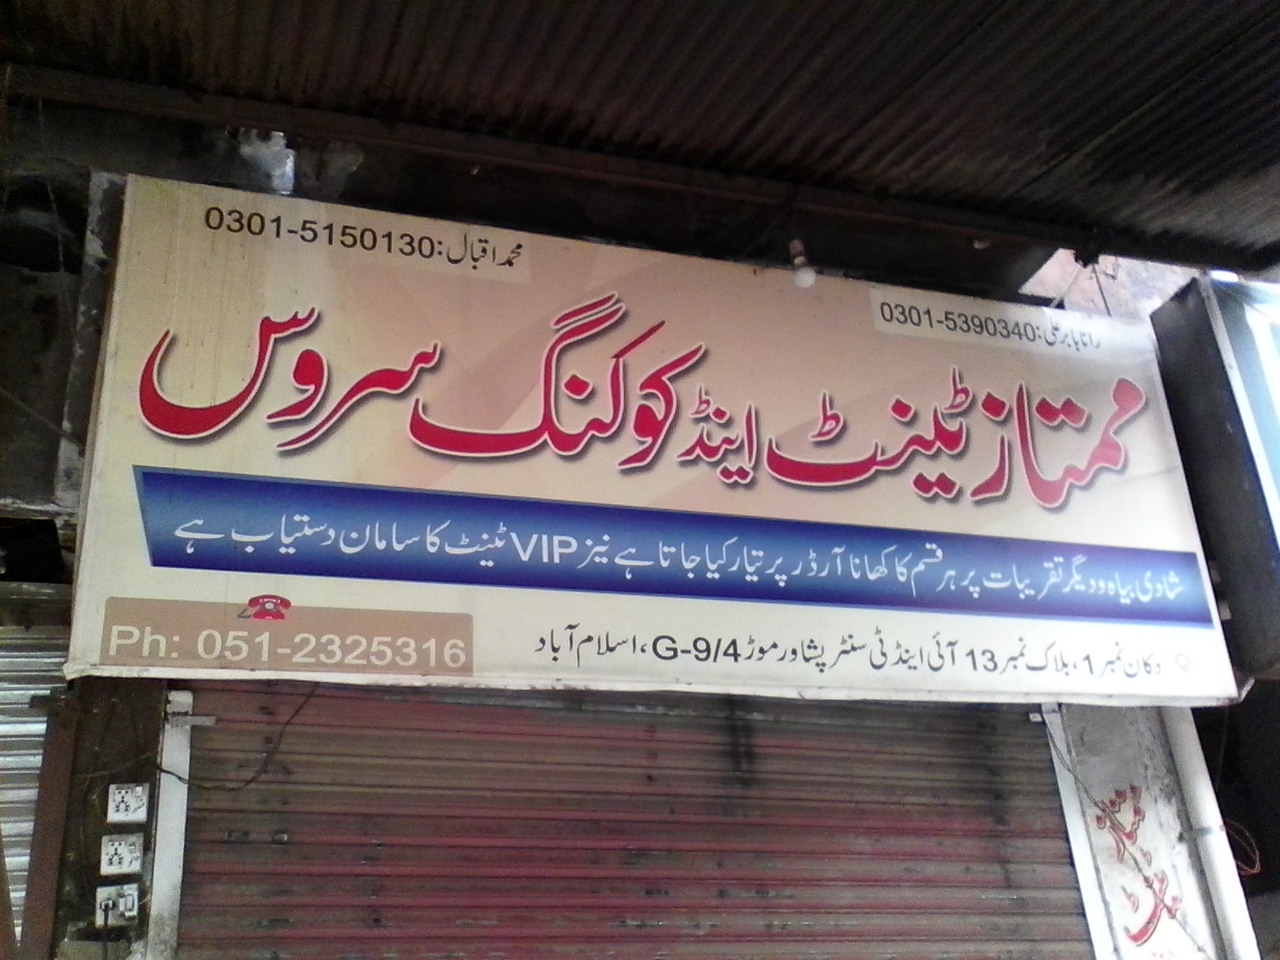 محمد اقبال: 0301-5150130
رانا بابر علی: 0301-5390340
ممتاز ٹینٹ اینڈ کوکنگ سروس
شادی بیاہ و دیگر تقریبات پر ہر قسم کا کھانا آرڈر پر تیار کیا جاتا ہے نیز VIP ٹینٹ کا سامان دستیاب ہے
دکان نمبر 1، بلاک نمبر 13 آئی اینڈ ٹی سنٹر پشاور موڑ G-9/4، اسلام آباد
Ph: 051-2325316
ممتاز
ٹینٹ